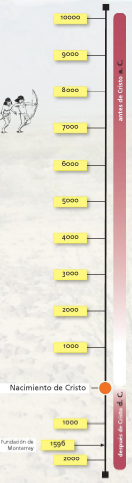 10000
9000
8000
7000
6000
5000
4000
3000
2000
1000
antes de Cristo a. C.
Nacimiento de Cristo
1000
Fundación de
Monterrey
1596
2000
después de Cristo d. C.